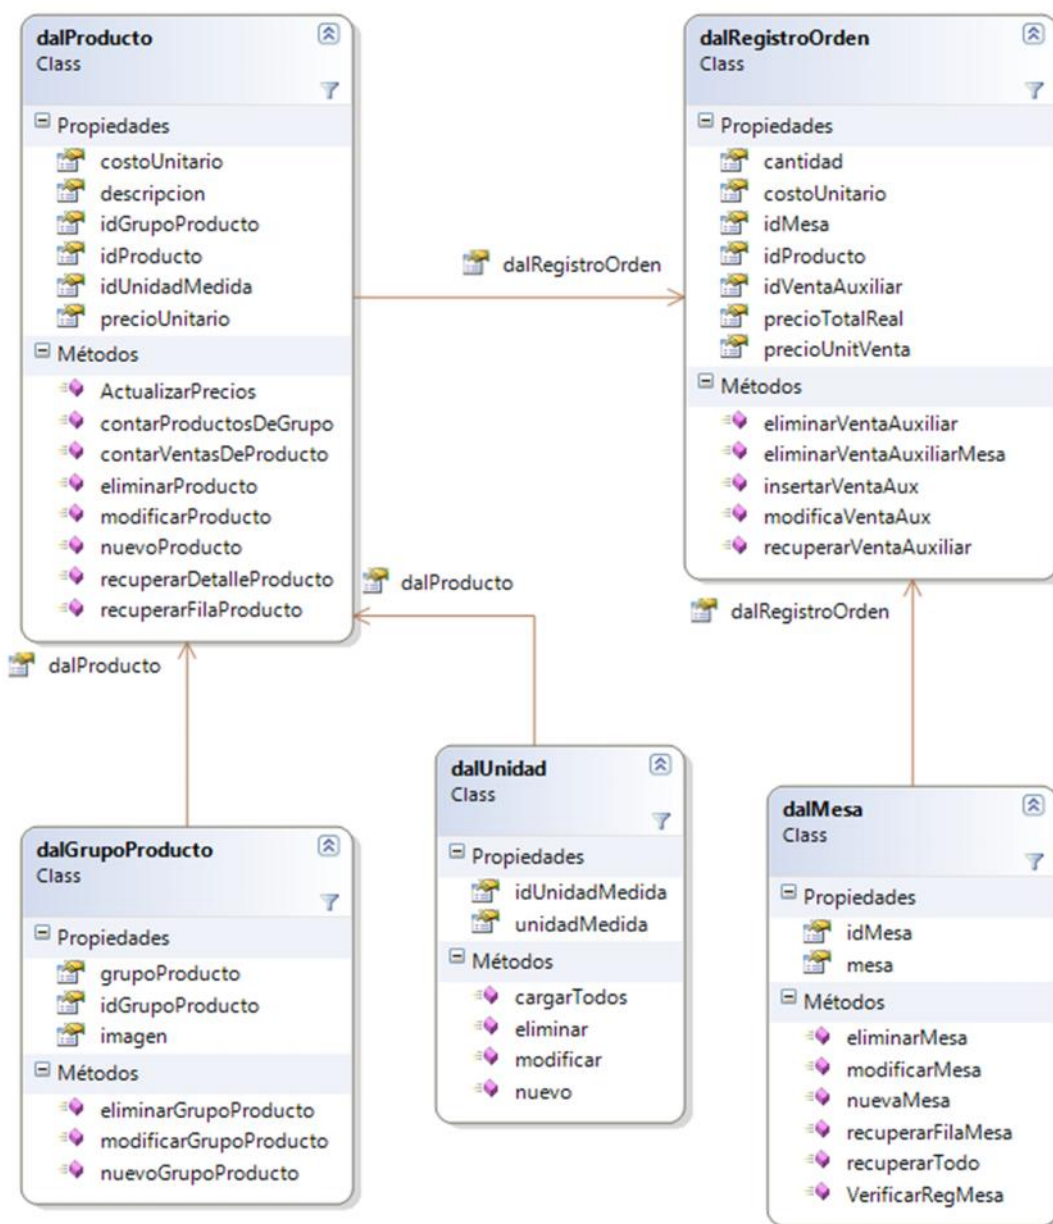 dalProducto
Class
Propiedades
costoUnitario
descripcion
idGrupoProducto
idProducto
idUnidadMedida
precioUnitario
Métodos
ActualizarPrecios
contarProductosDeGrupo
contarVentasDeProducto
eliminarProducto
modificarProducto
nuevoProducto
recuperarDetalleProducto
recuperarFilaProducto
dalRegistroOrden
dalRegistroOrden
Class
Propiedades
cantidad
costoUnitario
idMesa
idProducto
idVentaAuxiliar
precioTotalReal
precioUnitVenta
Métodos
eliminarVentaAuxiliar
eliminarVentaAuxiliarMesa
insertarVentaAux
modificaVentaAux
recuperarVentaAuxiliar
dalProducto
dalRegistroOrden
dalProducto
dalGrupoProducto
Class
Propiedades
grupoProducto
idGrupoProducto
imagen
Métodos
eliminarGrupoProducto
modificarGrupoProducto
nuevoGrupoProducto
dalUnidad
Class
Propiedades
idUnidadMedida
unidadMedida
Métodos
cargarTodos
eliminar
modificar
nuevo
dalMesa
Class
Propiedades
idMesa
mesa
Métodos
eliminarMesa
modificarMesa
nuevaMesa
recuperarFilaMesa
recuperarTodo
VerificarRegMesa